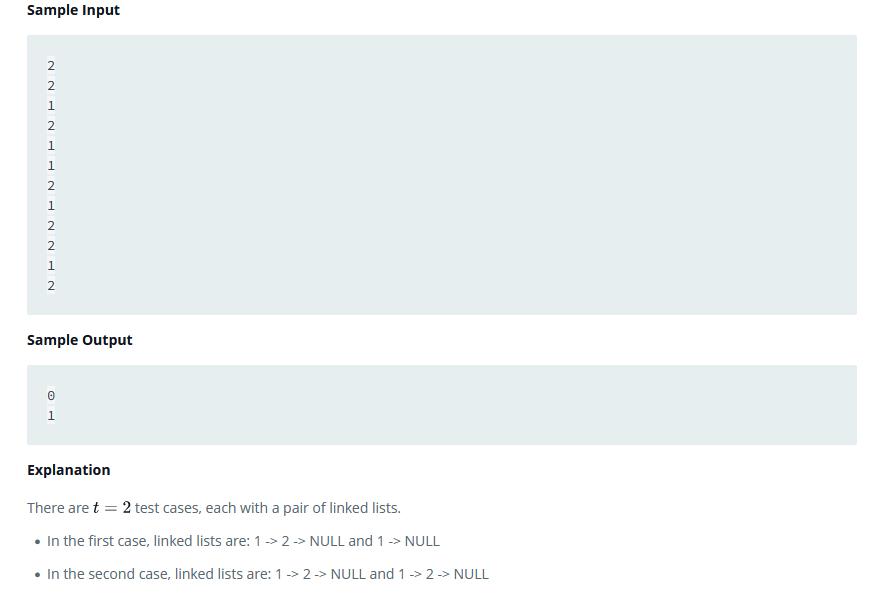 Sample Input
2
2
1
2
1
1
2
1
2
2
1
2
Sample Output
0
1
Explanation
There are t = 2 test cases, each with a pair of linked lists.
• In the first case, linked lists are: 1 -> 2 -> NULL and 1 -> NULL
• In the second case, linked lists are: 1 -> 2 -> NULL and 1 -> 2 -> NULL